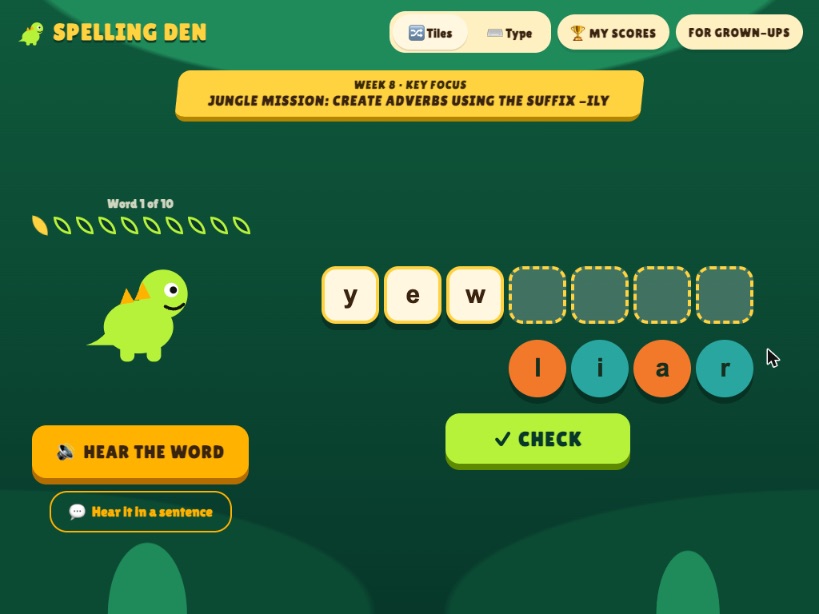 SPELLING DEN
Tiles
Type
MY SCORES
FOR GROWN-UPS
WEEK 8 · KEY FOCUS
JUNGLE MISSION: CREATE ADVERBS USING THE SUFFIX -ILY
Word 1 of 10
y e w
l i a r
HEAR THE WORD
✓ CHECK
Hear it in a sentence